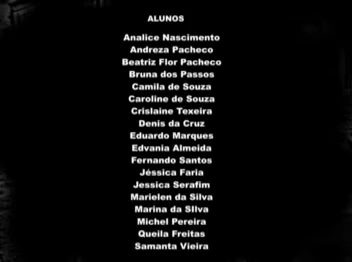 ALUNOS
Analice Nascimento
Andreza Pacheco
Beatriz Flor Pacheco
Bruna dos Passos
Camila de Souza
Caroline de Souza
Crislaine Texeira
Denis da Cruz
Eduardo Marques
Edvania Almeida
Fernando Santos
Jéssica Faria
Jessica Serafim
Marielen da Silva
Marina da SIlva
Michel Pereira
Queila Freitas
Samanta Vieira